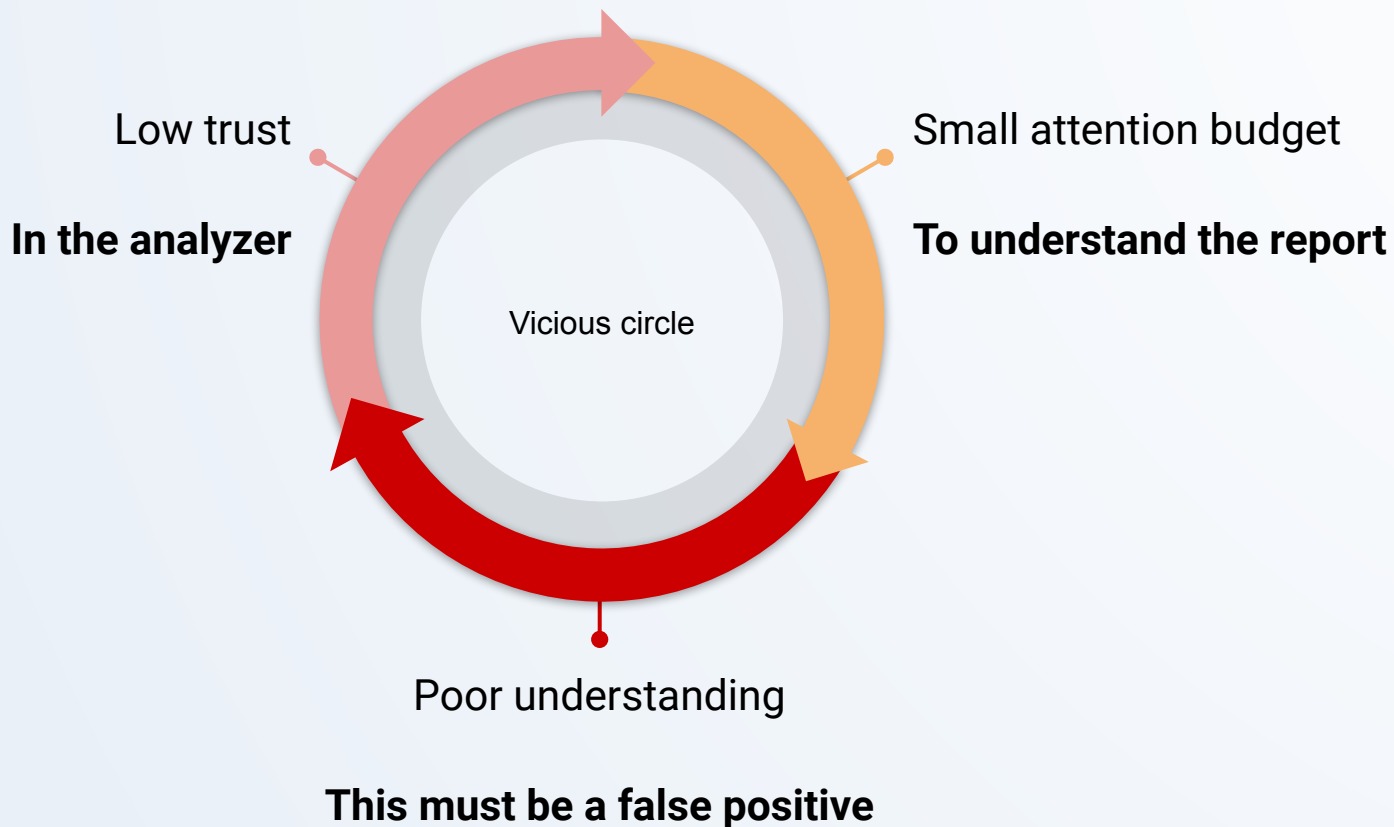 Low trust
In the analyzer
Small attention budget
To understand the report
Vicious circle
Poor understanding
This must be a false positive